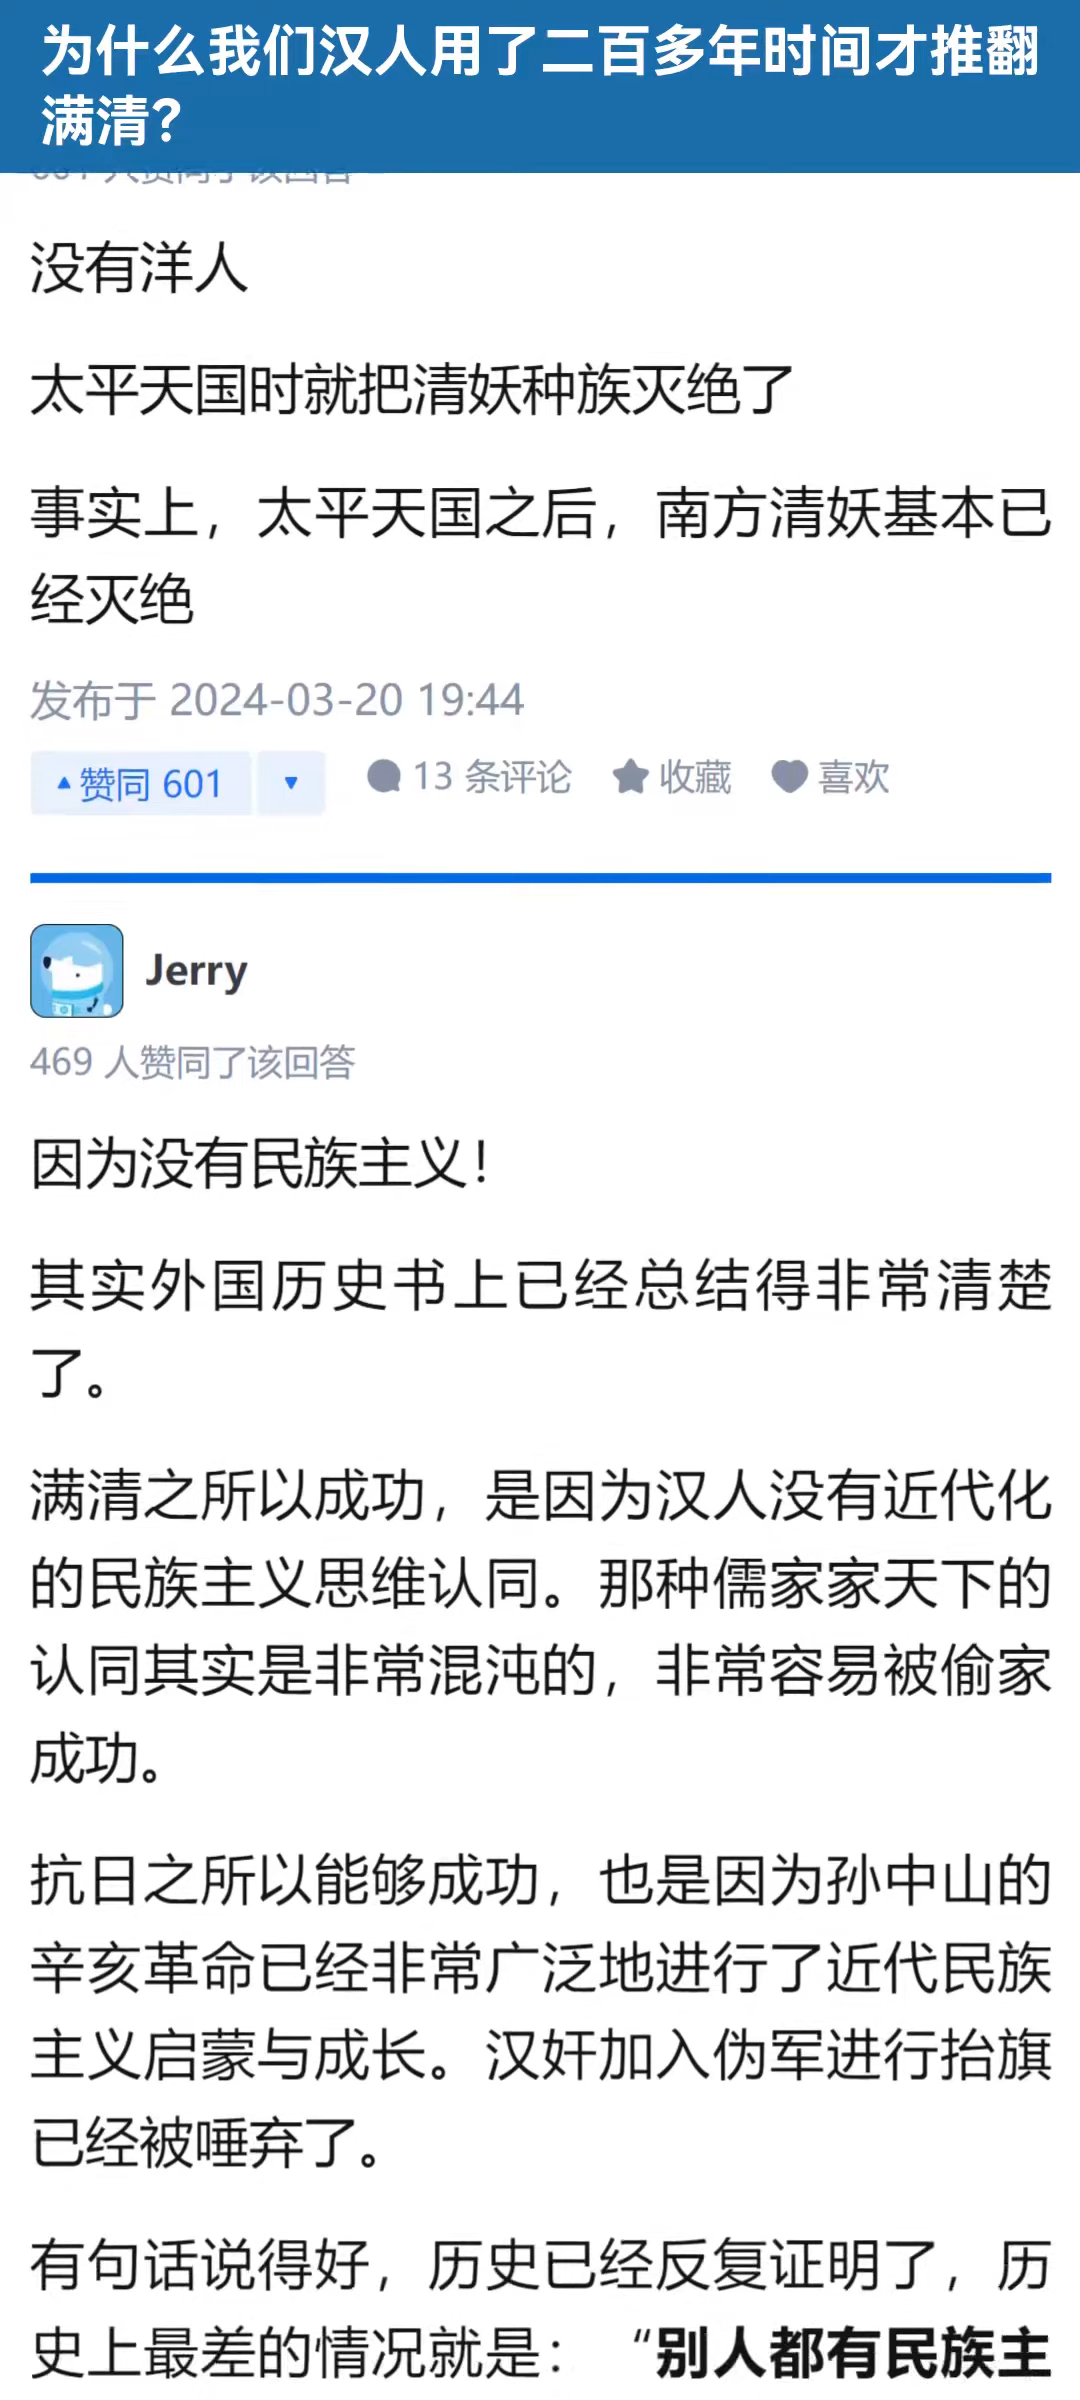 为什么我们汉人用了二百多年时间才推翻
满清？
没有洋人
太平天国时就把清妖种族灭绝了
事实上，太平天国之后，南方清妖基本已
经灭绝
发布于 2024-03-20 19:44
赞同 601
13 条评论
收藏
喜欢
Jerry
469 人赞同了该回答
因为没有民族主义！
其实外国历史书上已经总结得非常清楚
了。
满清之所以成功，是因为汉人没有近代化
的民族主义思维认同。那种儒家家天下的
认同其实是非常混沌的，非常容易被偷家
成功。
抗日之所以能够成功，也是因为孙中山的
辛亥革命已经非常广泛地进行了近代民族
主义启蒙与成长。汉奸加入伪军进行抬旗
已经被唾弃了。
有句话说得好，历史已经反复证明了，历
史上最差的情况就是：“别人都有民族主